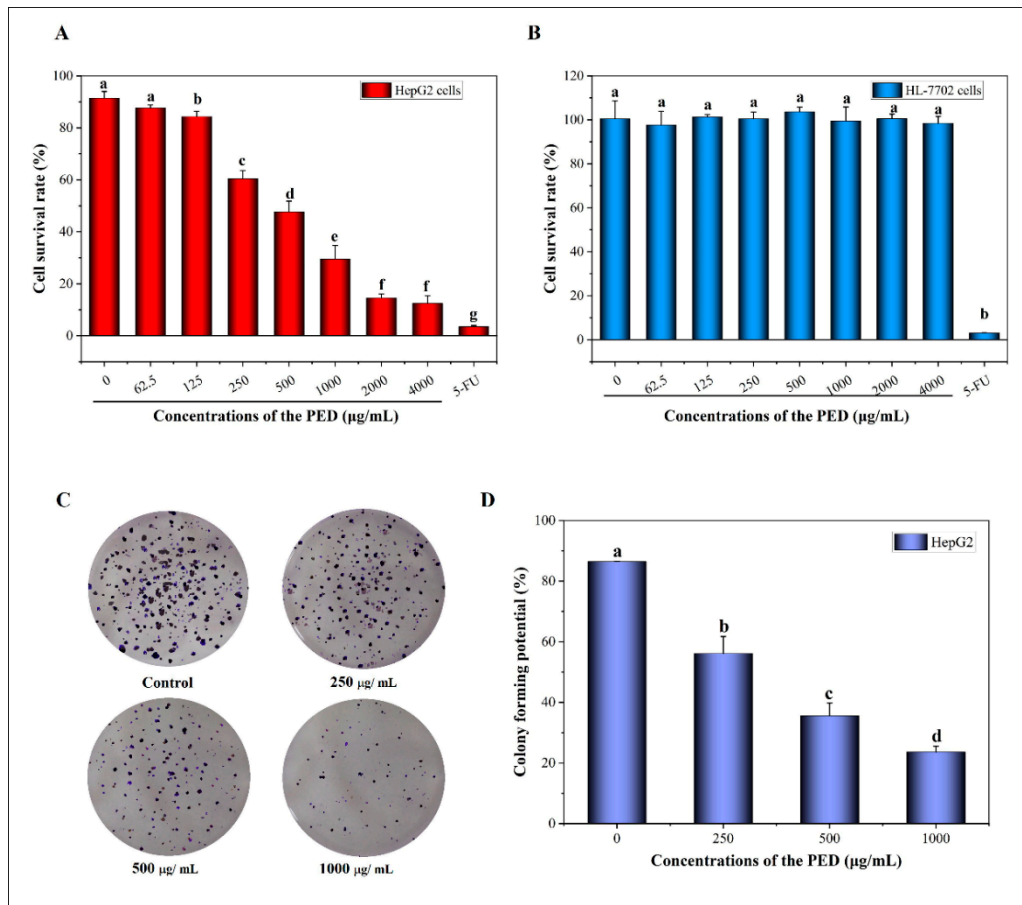 A
HepG2 cells
Cell survival rate (%)
100
80
60
40
20
0
a
a
b
c
d
e
f
f
g
0
62.5
125
250
500
1000
2000
4000
5-FU
Concentrations of the PED (μg/mL)
B
HL-7702 cells
Cell survival rate (%)
120
100
80
60
40
20
0
a
a
a
a
a
a
a
a
b
0
62.5
125
250
500
1000
2000
4000
5-FU
Concentrations of the PED (μg/mL)
C
Control
250 μg/ mL
500 μg/ mL
1000 μg/ mL
D
HepG2
Colony forming potential (%)
100
80
60
40
20
0
a
b
c
d
0
250
500
1000
Concentrations of the PED (μg/mL)